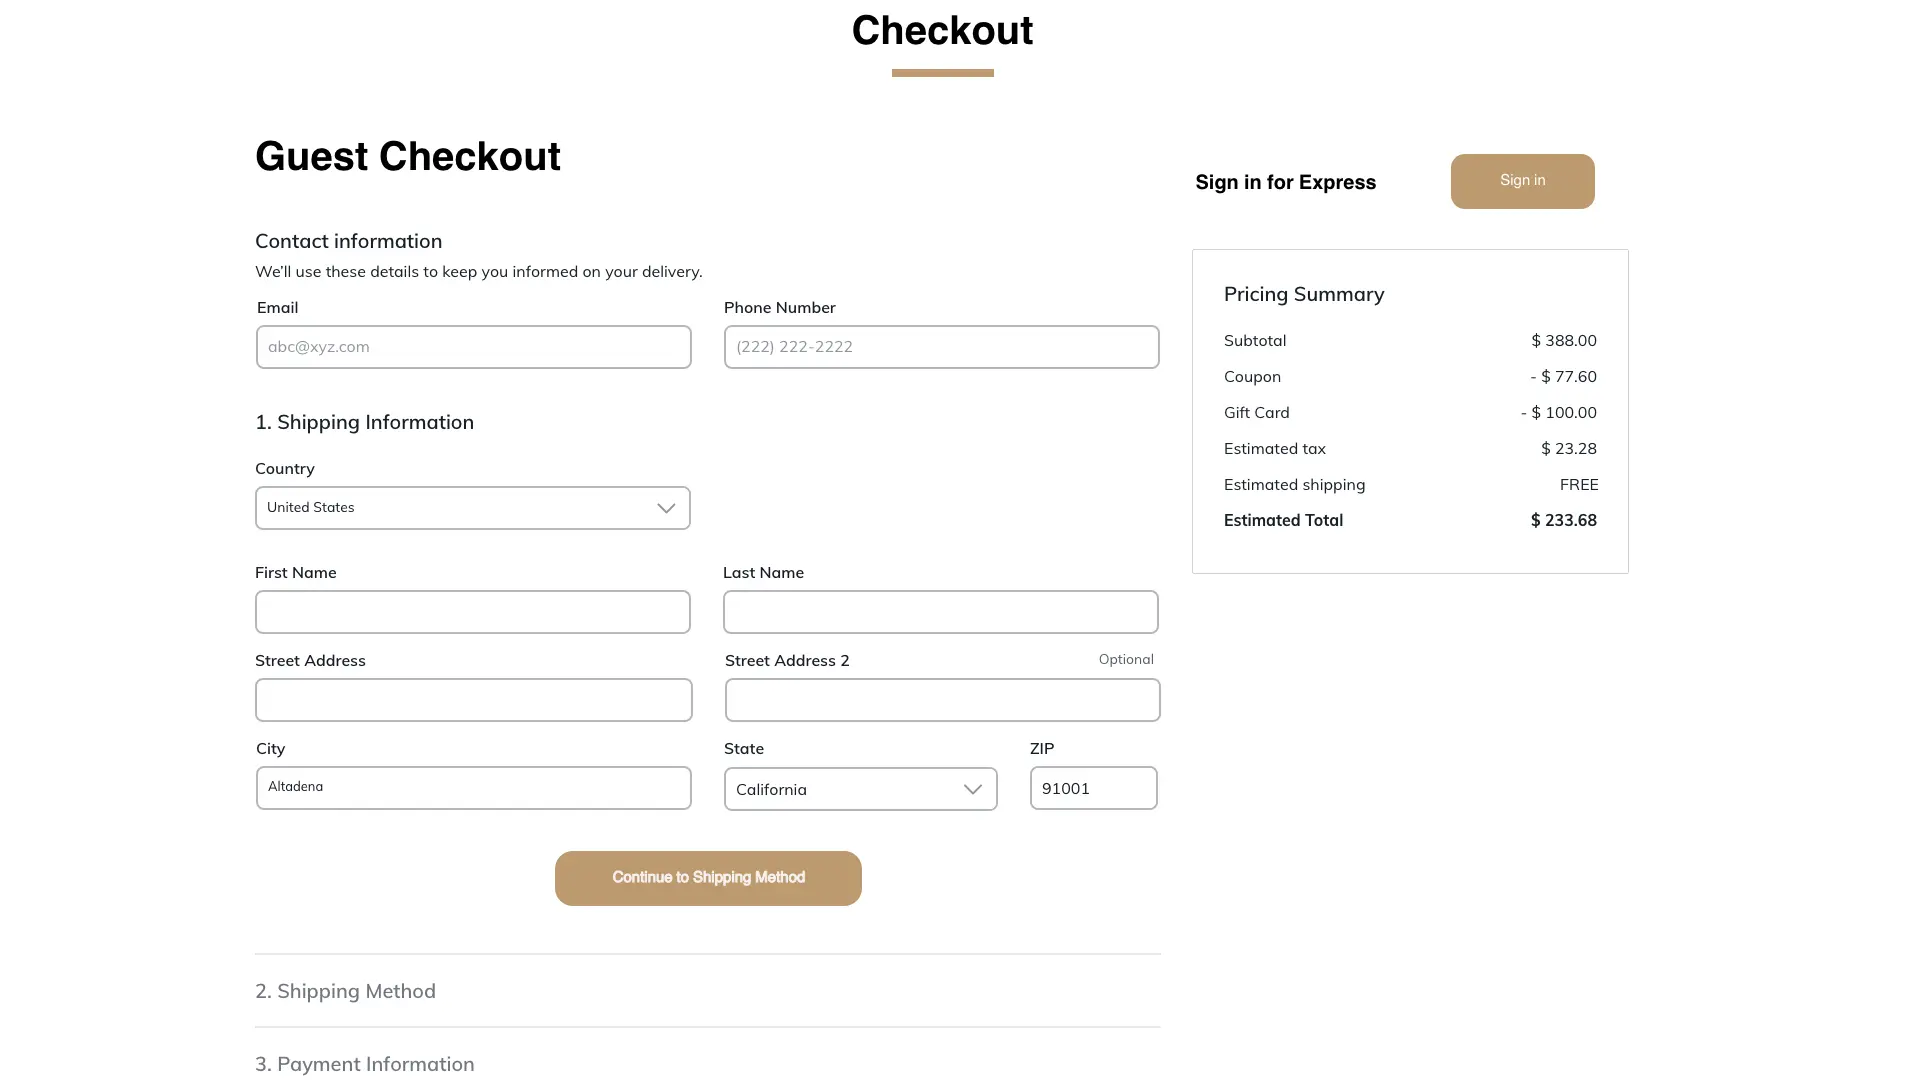 Checkout
Guest Checkout
Sign in for Express
Sign in
Contact information
We'll use these details to keep you informed on your delivery.
Email
Phone Number
abc@xyz.com
(222) 222-2222
1. Shipping Information
Country
United States
First Name
Last Name
Street Address
Street Address 2
Optional
City
State
ZIP
Altadena
California
91001
Continue to Shipping Method
2. Shipping Method
3. Payment Information
Pricing Summary
Subtotal $ 388.00
Coupon - $ 77.60
Gift Card - $ 100.00
Estimated tax $ 23.28
Estimated shipping FREE
Estimated Total $ 233.68